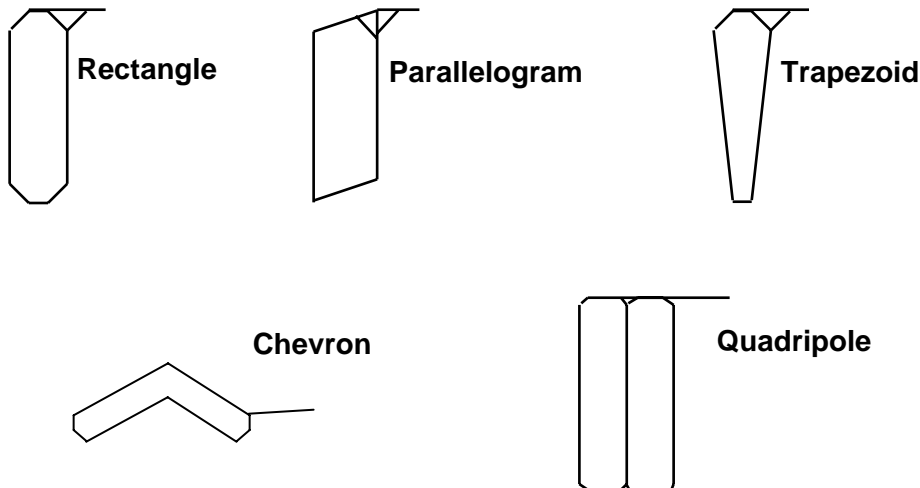 Rectangle
Parallelogram
Trapezoid
Chevron
Quadripole